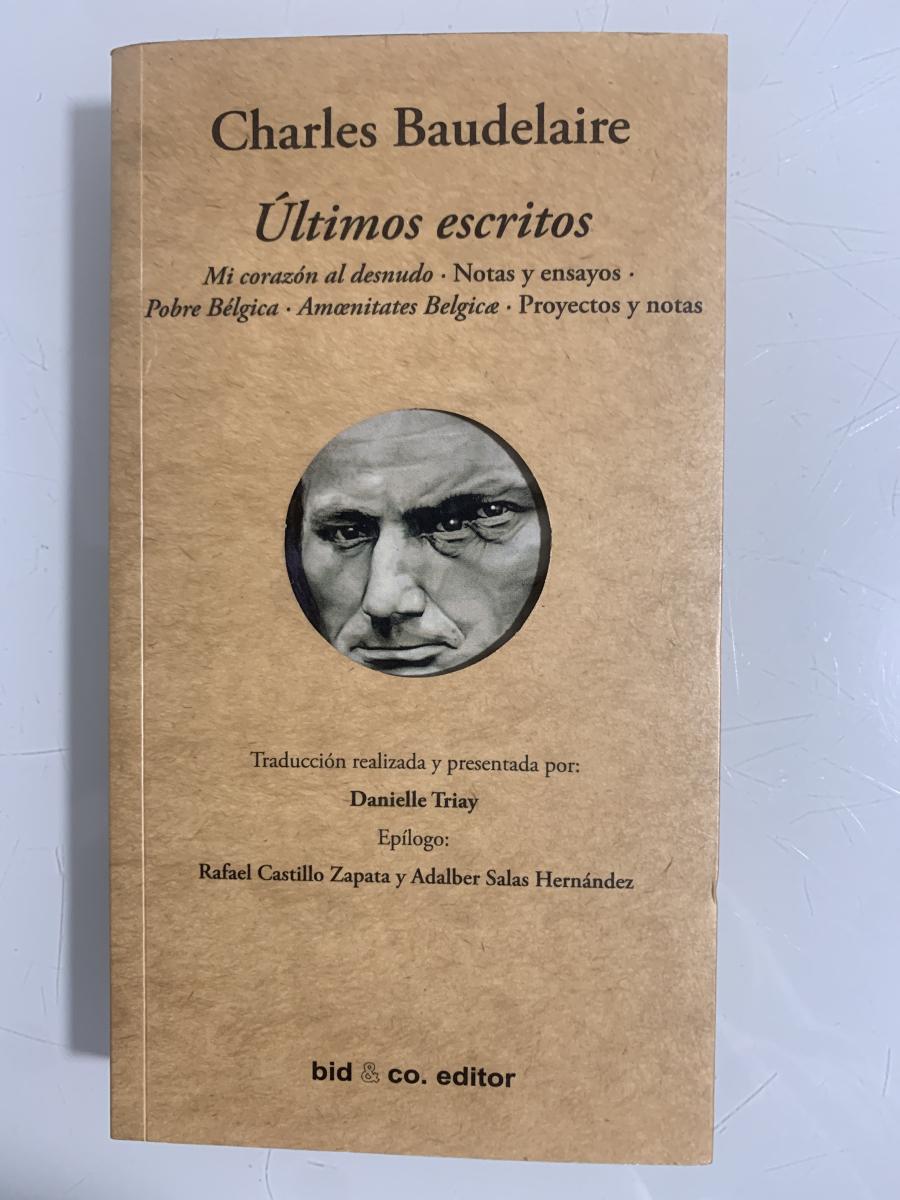 Charles Baudelaire
Últimos escritos
Mi corazón al desnudo · Notas y ensayos ·
Pobre Bélgica · Amœnitates Belgicæ · Proyectos y notas
Traducción realizada y presentada por:
Danielle Triay
Epílogo:
Rafael Castillo Zapata y Adalber Salas Hernández
bid & co. editor